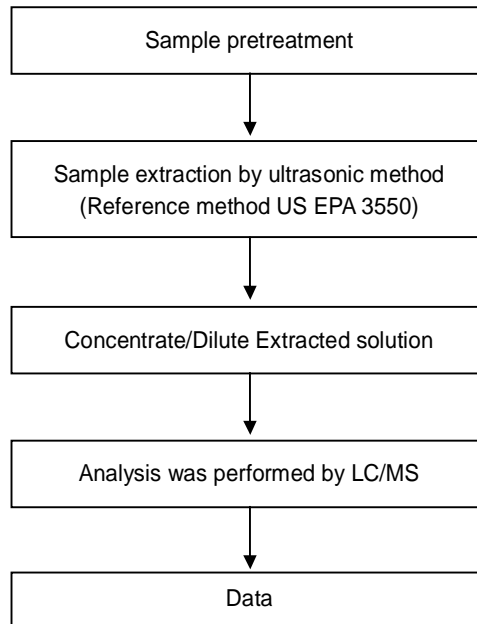 Sample pretreatment
Sample extraction by ultrasonic method
(Reference method US EPA 3550)
Concentrate/Dilute Extracted solution
Analysis was performed by LC/MS
Data